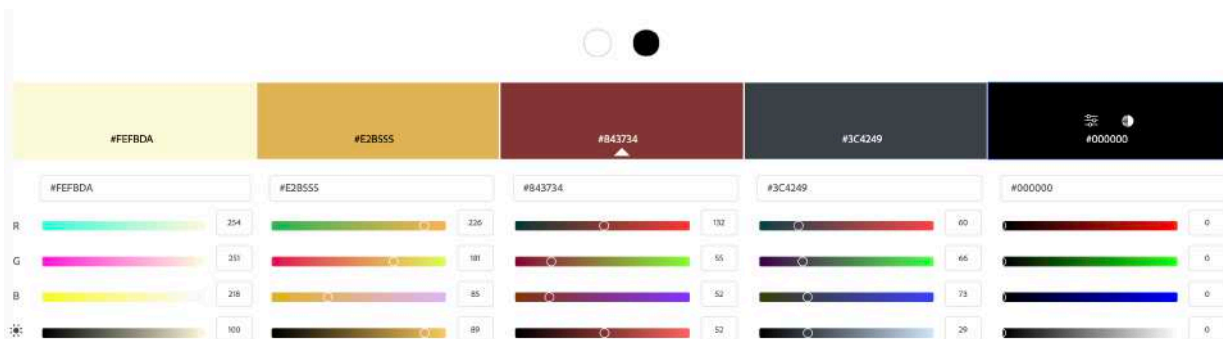 #FEFBDA #E2B555 #843734 #3C4249 #000000
#FEFBDA #E2B555 #843734 #3C4249 #000000
R 254 226 132 60 0
G 251 181 55 66 0
B 218 85 52 73 0
100 89 52 29 0